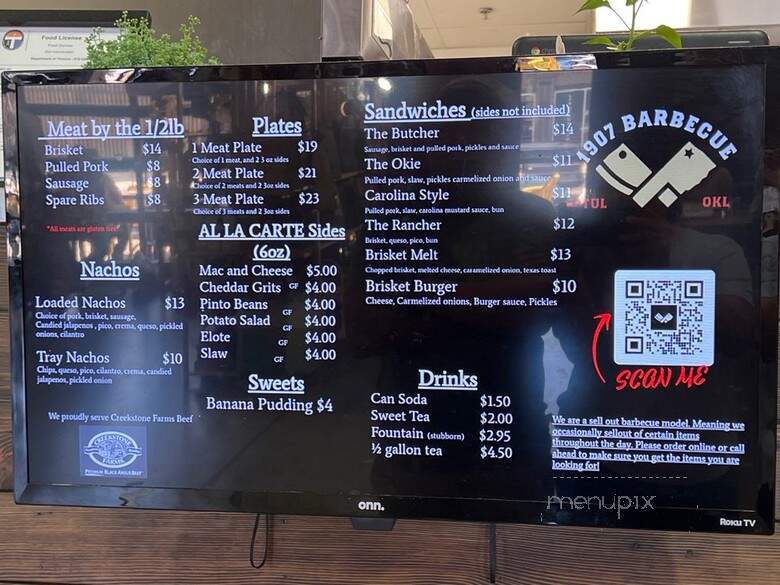 Food License
Meat by the 1/2lb
Brisket $14
Pulled Pork $8
Sausage $8
Spare Ribs $8
*All meats are gluten free*
Nachos
Loaded Nachos $13
Choice of pork, brisket, sausage,
Candied jalapenos , pico, crema, queso, pickled
onions, cilantro
Tray Nachos $10
Chips, queso, pico, cilantro, crema, candied
jalapenos, pickled onion
We proudly serve Creekstone Farms Beef
CREEKSTONE
FARMS
PREMIUM BLACK ANGUS BEEF
Plates
1 Meat Plate $19
Choice of 1 meat, and 2 3 oz sides
2 Meat Plate $21
Choice of 2 meats and 2 3oz sides
3 Meat Plate $23
Choice of 3 meats and 2 3oz sides
AL LA CARTE Sides
(6oz)
Mac and Cheese $5.00
Cheddar Grits GF $4.00
Pinto Beans GF $4.00
Potato Salad GF $4.00
Elote GF $4.00
Slaw GF $4.00
Sweets
Banana Pudding $4
Sandwiches (sides not included)
The Butcher $14
Sausage, brisket and pulled pork, pickles and sauce
The Okie $11
Pulled pork, slaw, pickles carmelized onion and sauce
Carolina Style $11
Pulled pork, slaw, carolina mustard sauce, bun
The Rancher $12
Brisket, queso, pico, bun
Brisket Melt $13
Chopped brisket, melted cheese, caramelized onion, texas toast
Brisket Burger $10
Cheese, Carmelized onions, Burger sauce, Pickles
Drinks
Can Soda $1.50
Sweet Tea $2.00
Fountain (stubborn) $2.95
½ gallon tea $4.50
1907 BARBECUE
OKL
SCAN ME
We are a sell out barbecue model. Meaning we
occasionally sellout of certain items
throughout the day. Please order online or call
ahead to make sure you get the items you are
looking for!
menupix
onn.
Roku TV